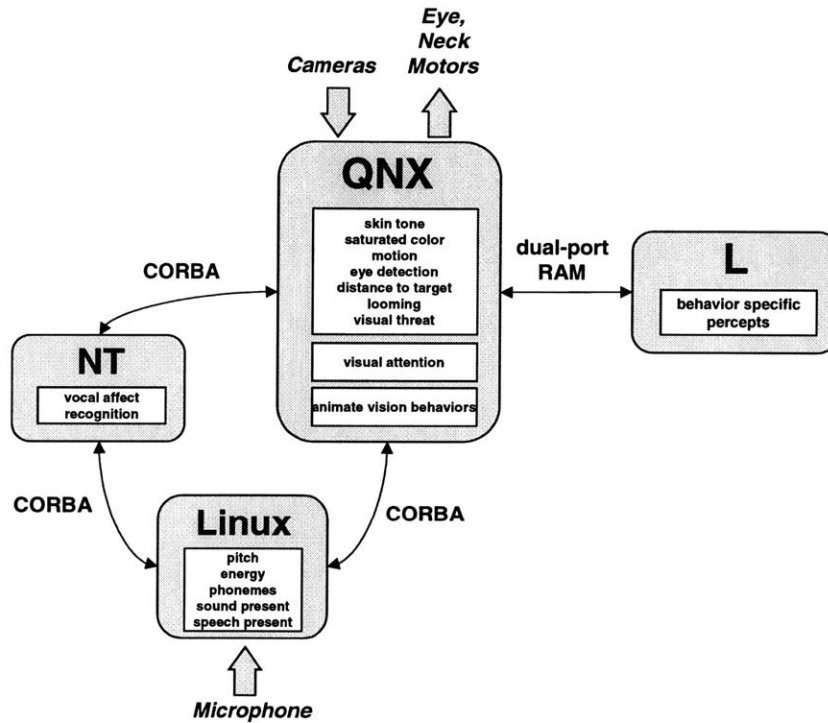 Eye,
Neck
Motors
Cameras
QNX
skin tone
saturated color
motion
eye detection
distance to target
looming
visual threat
visual attention
animate vision behaviors
CORBA
dual-port
RAM
L
behavior specific
percepts
NT
vocal affect
recognition
CORBA
CORBA
Linux
pitch
energy
phonemes
sound present
speech present
Microphone